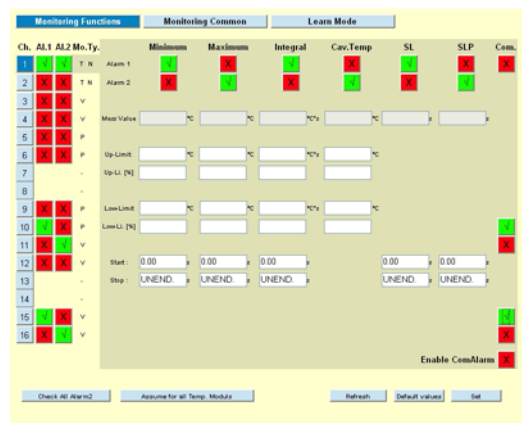 Monitoring Functions Monitoring Common Learn Mode
Ch. Al.1 Al.2 Mo.Ty. Minimum Maximum Integral Cav.Temp SL SLP Com.
1 √ √ T N Alarm 1 √ X √ X √ X X
2 X X T N Alarm 2 X √ X √ X √
3 X X V
4 X X V Mess Value °C °C °C*s °C s s
5 X X P
6 X X P Up-Limit °C °C °C*s °C
7 - Up-Li. [%]
8 -
9 X X P Low-Limit °C °C °C*s °C
10 √ X P Low-Li. [%] √
11 X √ V X
12 X X V Start : 0.00 s 0.00 s 0.00 s 0.00 s 0.00 s
13 - Stop : UNEND. s UNEND. s UNEND. s UNEND. s UNEND. s
14 -
15 √ X V √
16 X √ V X
Enable ComAlarm X
Check All Alarm2 Assume for all Temp. Module Refresh Default values Set